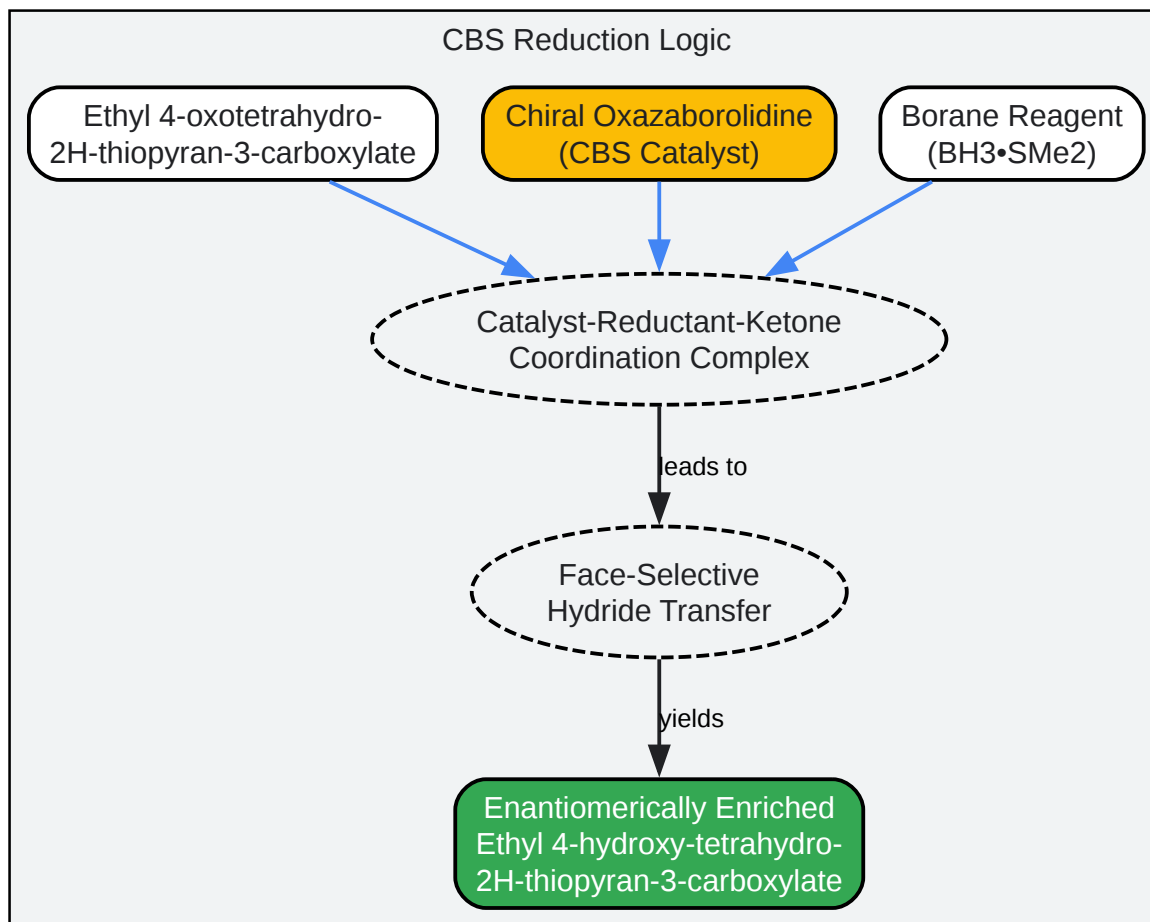 CBS Reduction Logic
Ethyl 4-oxotetrahydro-
2H-thiopyran-3-carboxylate
Chiral Oxazaborolidine
(CBS Catalyst)
Borane Reagent
(BH3•SMe2)
Catalyst-Reductant-Ketone
Coordination Complex
leads to
Face-Selective
Hydride Transfer
yields
Enantiomerically Enriched
Ethyl 4-hydroxy-tetrahydro-
2H-thiopyran-3-carboxylate